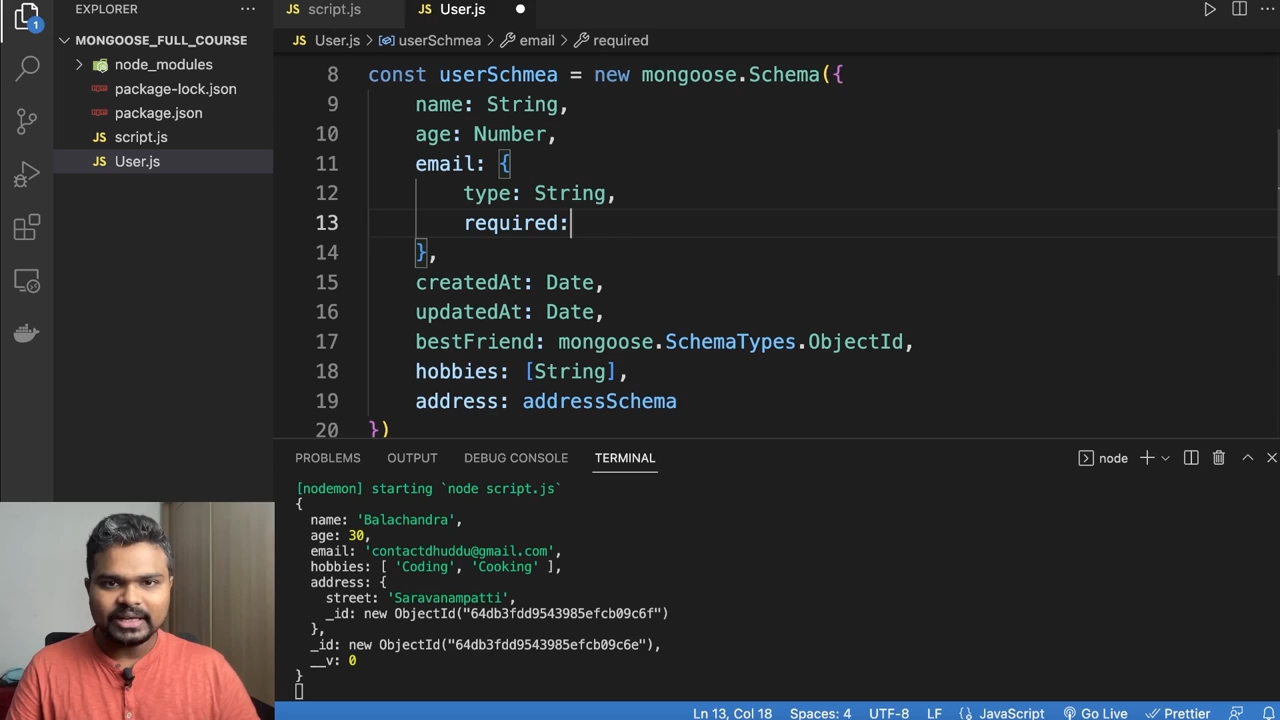 EXPLORER
script.js
User.js
MONGOOSE_FULL_COURSE
User.js > userSchmea > email > required
node_modules
package-lock.json
package.json
script.js
User.js
1
8 const userSchmea = new mongoose.Schema({
9 name: String,
10 age: Number,
11 email: {
12 type: String,
13 required:
14 },
15 createdAt: Date,
16 updatedAt: Date,
17 bestFriend: mongoose.SchemaTypes.ObjectId,
18 hobbies: [String],
19 address: addressSchema
20 })
PROBLEMS OUTPUT DEBUG CONSOLE TERMINAL
node
[nodemon] starting `node script.js`
{
name: 'Balachandra',
age: 30,
email: 'contactdhuddu@gmail.com',
hobbies: [ 'Coding', 'Cooking' ],
address: {
street: 'Saravanampatti',
_id: new ObjectId("64db3fdd9543985efcb09c6f")
},
_id: new ObjectId("64db3fdd9543985efcb09c6e"),
__v: 0
}
Ln 13, Col 18 Spaces: 4 UTF-8 LF {} JavaScript Go Live Prettier